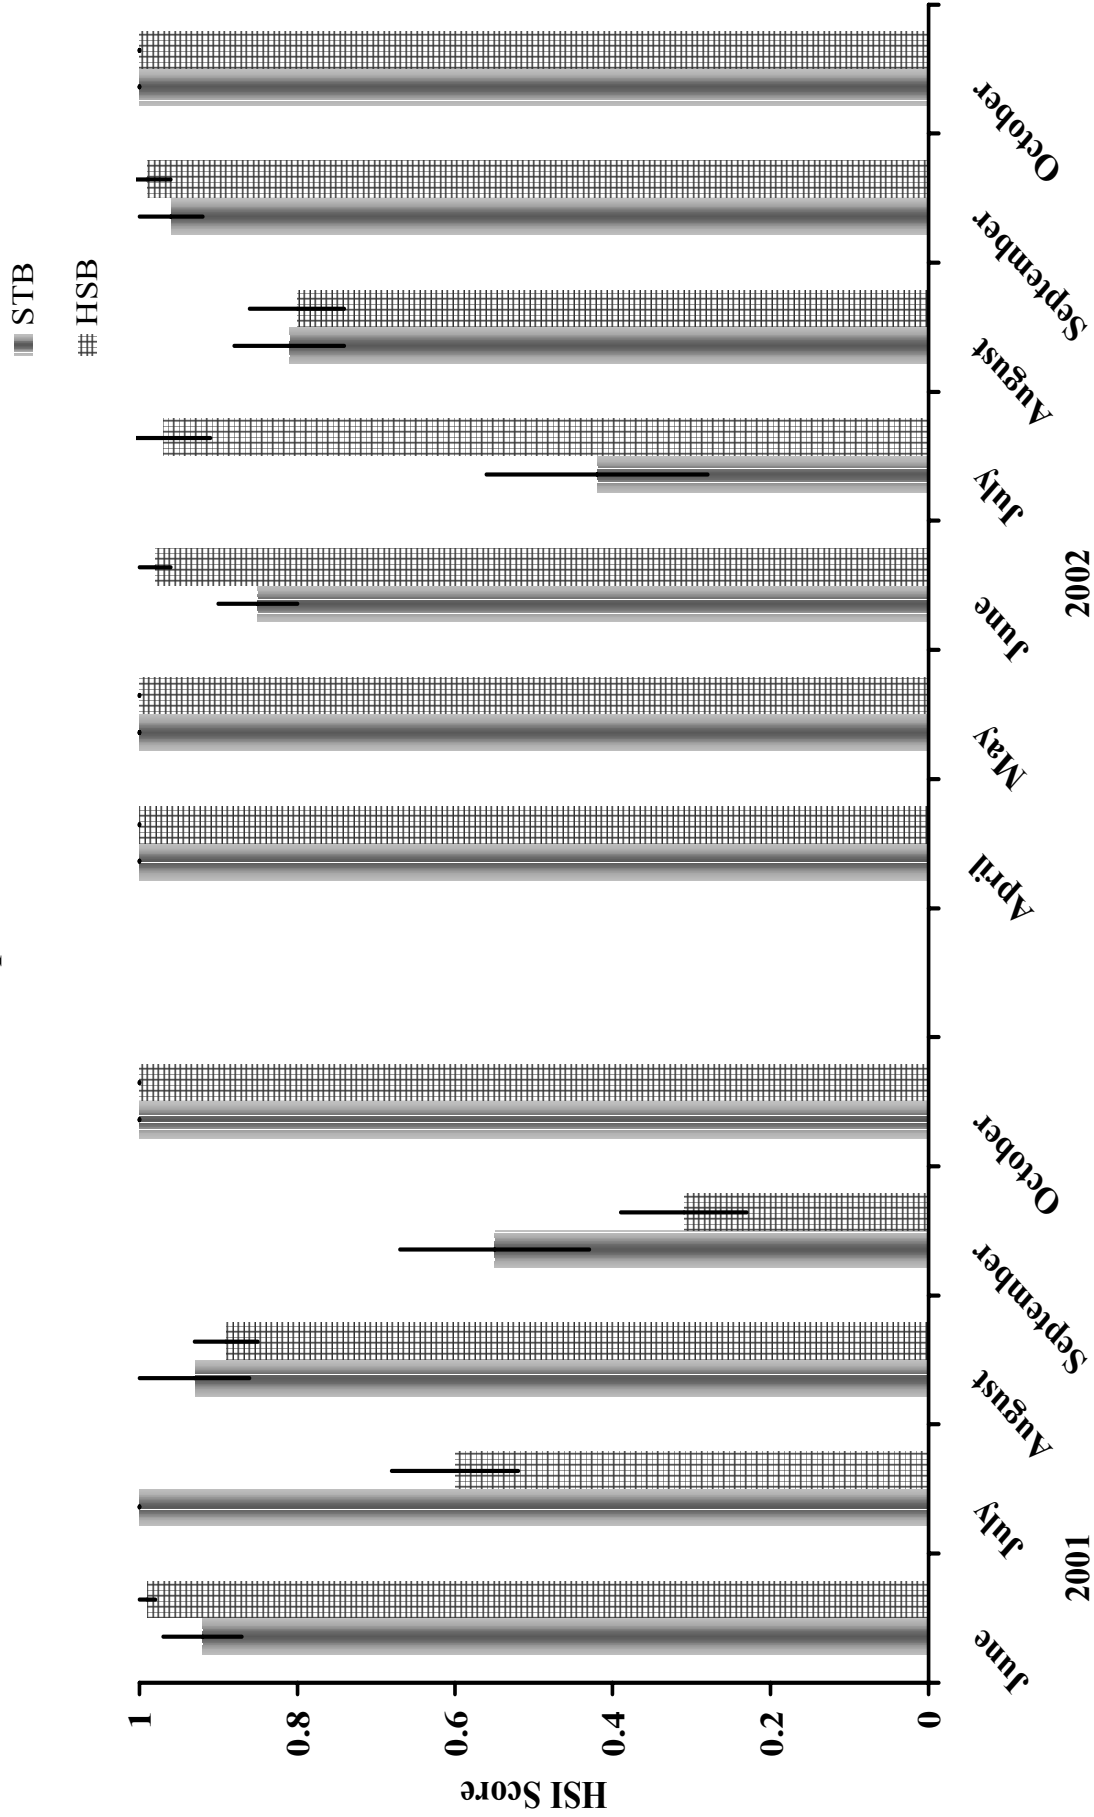 STB
HSB
HSI Score
1
0.8
0.6
0.4
0.2
0
June
July
August
September
October
April
May
June
July
August
September
October
2001
2002